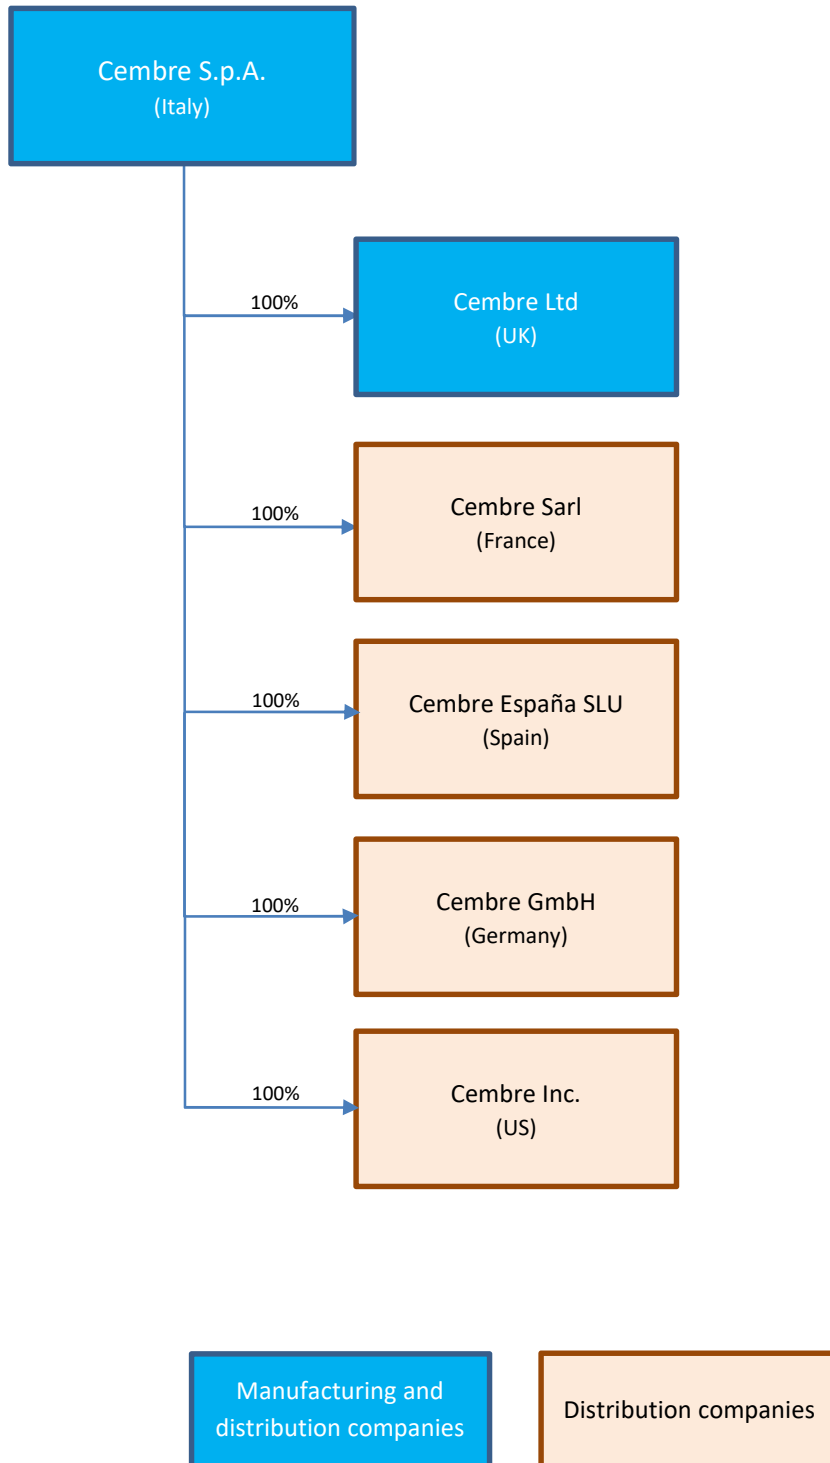 Cembre S.p.A.
(Italy)
100%
Cembre Ltd
(UK)
100%
Cembre Sarl
(France)
100%
Cembre España SLU
(Spain)
100%
Cembre GmbH
(Germany)
100%
Cembre Inc.
(US)
Manufacturing and
distribution companies
Distribution companies